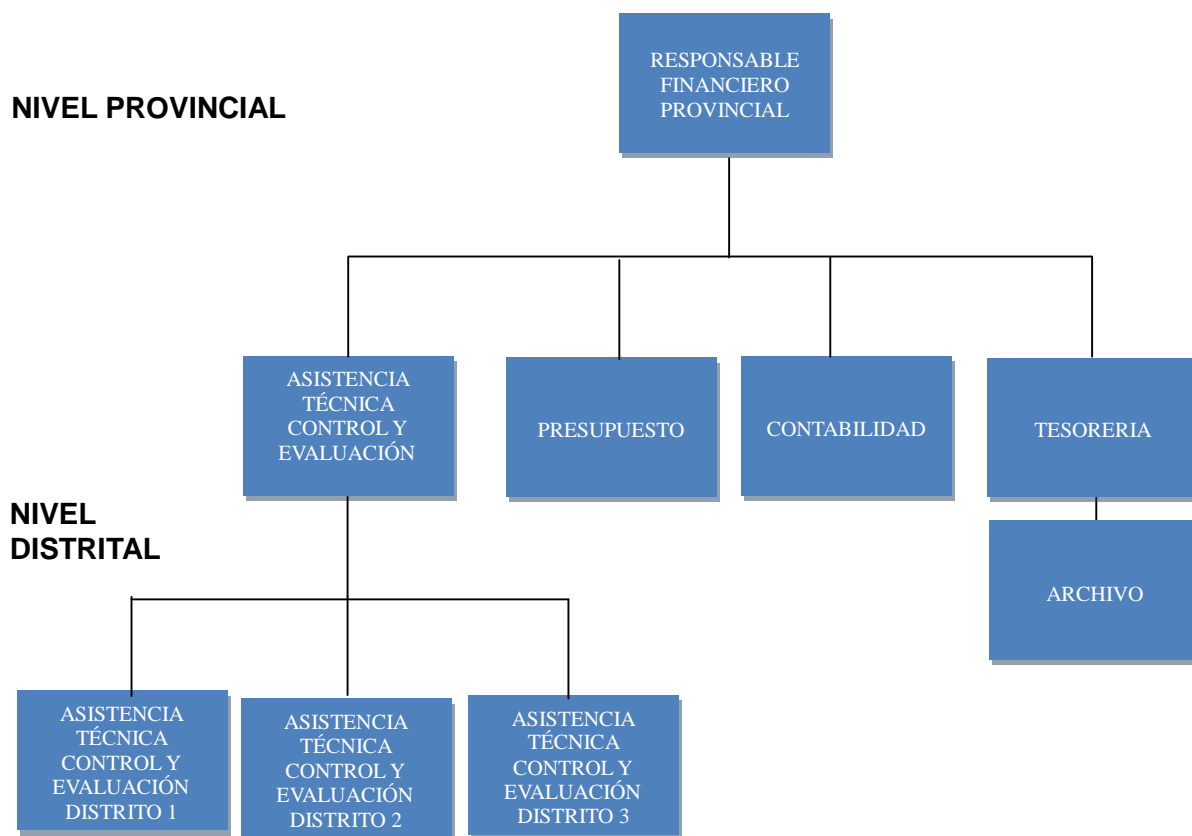 RESPONSABLE
FINANCIERO
PROVINCIAL
NIVEL PROVINCIAL
ASISTENCIA
TÉCNICA
CONTROL Y
EVALUACIÓN
PRESUPUESTO
CONTABILIDAD
TESORERIA
NIVEL
DISTRITAL
ARCHIVO
ASISTENCIA
TÉCNICA
CONTROL Y
EVALUACIÓN
DISTRITO 1
ASISTENCIA
TÉCNICA
CONTROL Y
EVALUACIÓN
DISTRITO 2
ASISTENCIA
TÉCNICA
CONTROL Y
EVALUACIÓN
DISTRITO 3